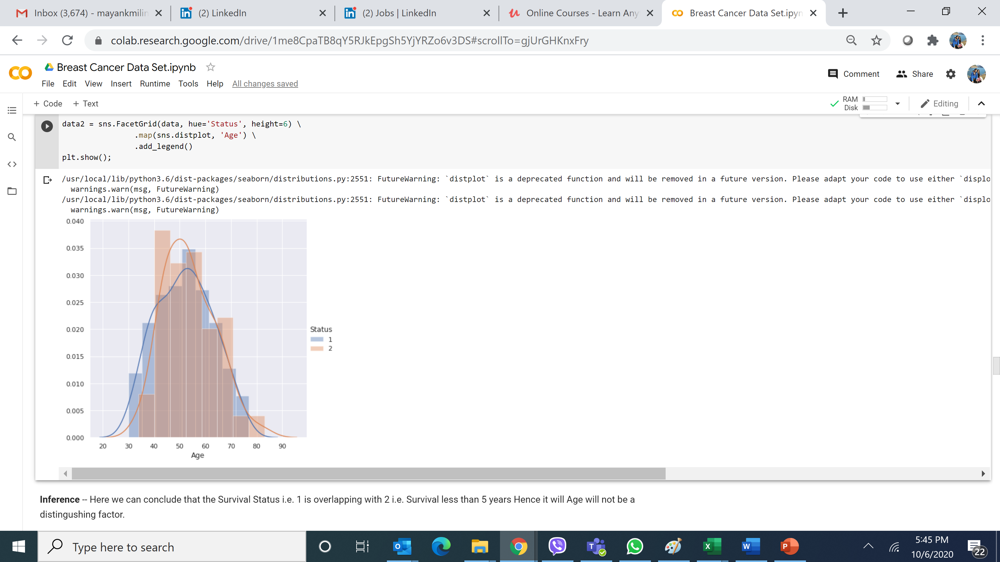 Inbox (3,674) - mayankmilin
(2) LinkedIn
(2) Jobs | LinkedIn
Online Courses - Learn Any
Breast Cancer Data Set.ipyn
colab.research.google.com/drive/1me8CpaTB8qY5RJkEpgSh5YjYRZo6v3DS#scrollTo=gjUrGHKnxFry
Breast Cancer Data Set.ipynb
Comment
Share
File Edit View Insert Runtime Tools Help All changes saved
+ Code + Text
RAM
Disk
Editing
data2 = sns.FacetGrid(data, hue='Status', height=6) \
.map(sns.distplot, 'Age') \
.add_legend()
plt.show();
/usr/local/lib/python3.6/dist-packages/seaborn/distributions.py:2551: FutureWarning: `distplot` is a deprecated function and will be removed in a future version. Please adapt your code to use either `displo
warnings.warn(msg, FutureWarning)
/usr/local/lib/python3.6/dist-packages/seaborn/distributions.py:2551: FutureWarning: `distplot` is a deprecated function and will be removed in a future version. Please adapt your code to use either `displo
warnings.warn(msg, FutureWarning)
0.040
0.035
0.030
0.025
0.020
0.015
0.010
0.005
0.000
20 30 40 50 60 70 80 90
Age
Status
1
2
Inference -- Here we can conclude that the Survival Status i.e. 1 is overlapping with 2 i.e. Survival less than 5 years Hence it will Age will not be a
distingushing factor.
Type here to search
5:45 PM
10/6/2020
22